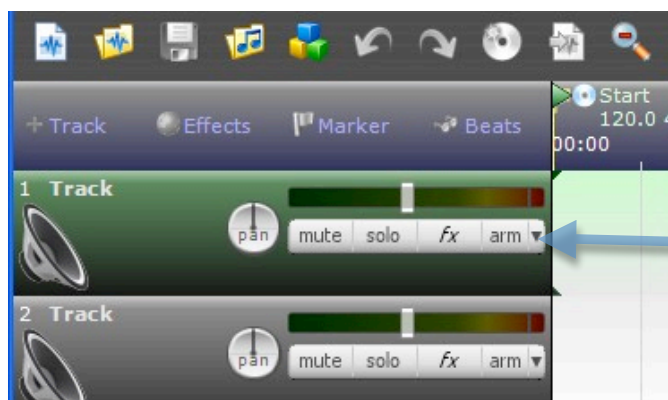 + Track Effects Marker Beats
Start
120.0 4
00:00
1 Track
pan mute solo fx arm
2 Track
pan mute solo fx arm